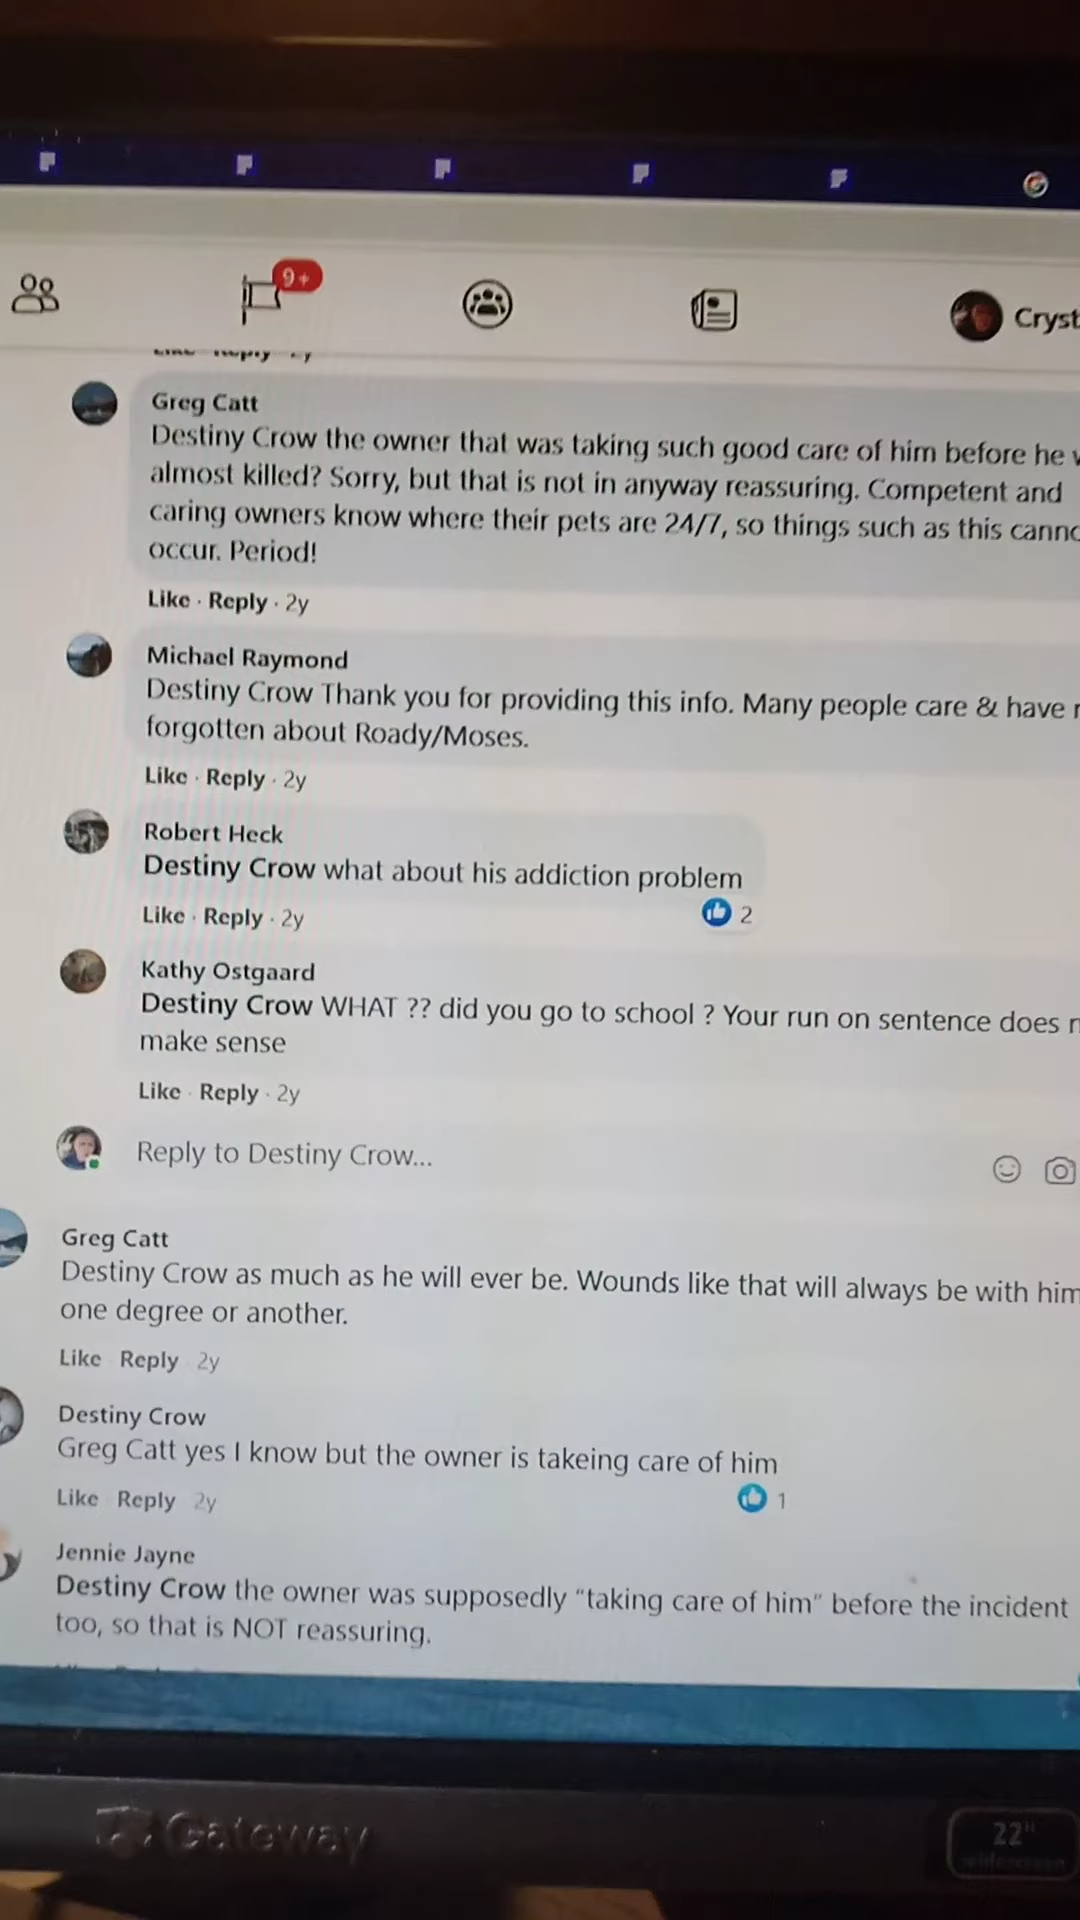 9+
Cryst
Like Reply
Greg Catt
Destiny Crow the owner that was taking such good care of him before he w
almost killed? Sorry, but that is not in anyway reassuring. Competent and
caring owners know where their pets are 24/7, so things such as this canno
occur. Period!
Like · Reply · 2y
Michael Raymond
Destiny Crow Thank you for providing this info. Many people care & have n
forgotten about Roady/Moses.
Like · Reply · 2y
Robert Heck
Destiny Crow what about his addiction problem
Like · Reply · 2y 2
Kathy Ostgaard
Destiny Crow WHAT ?? did you go to school ? Your run on sentence does n
make sense
Like · Reply · 2y
Reply to Destiny Crow...
Greg Catt
Destiny Crow as much as he will ever be. Wounds like that will always be with him
one degree or another.
Like Reply 2y
Destiny Crow
Greg Catt yes I know but the owner is takeing care of him
Like Reply 2y 1
Jennie Jayne
Destiny Crow the owner was supposedly “taking care of him” before the incident
too, so that is NOT reassuring.
Gateway
22"
widescreen